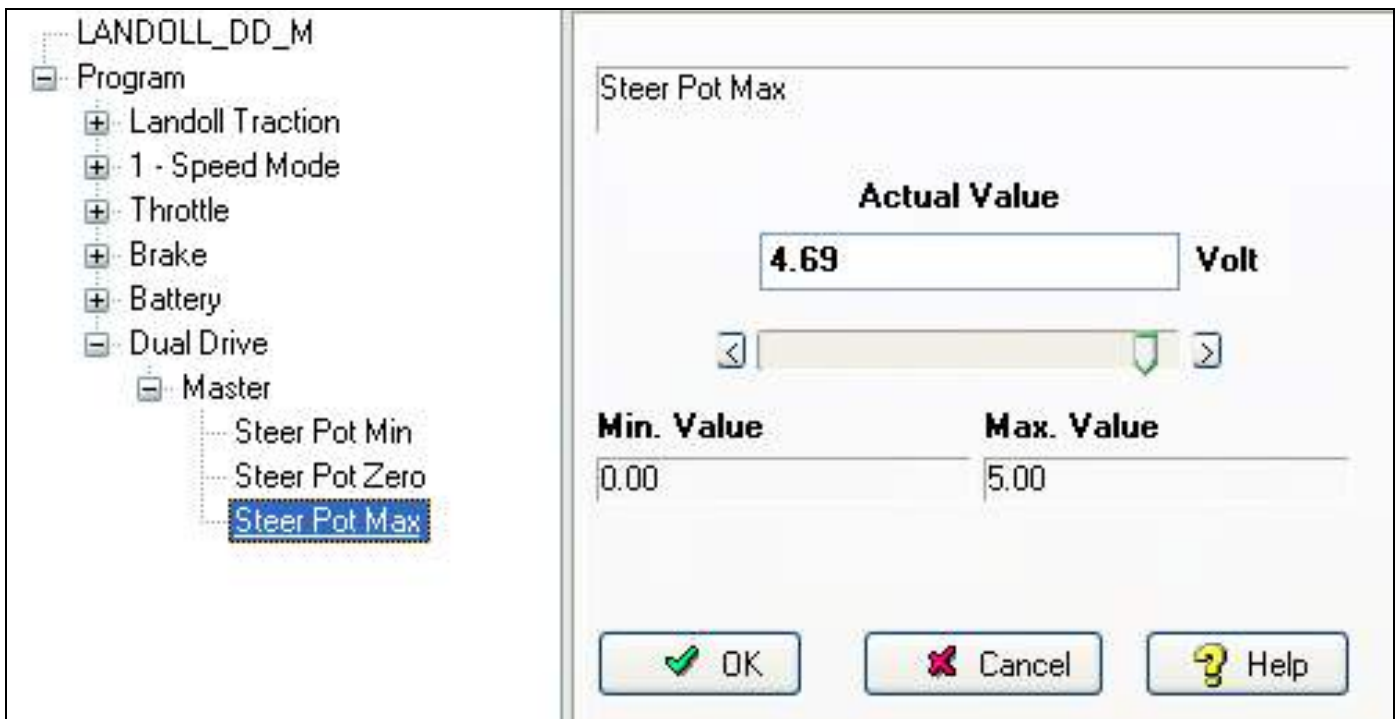 LANDOLL_DD_M
Program
Landoll Traction
1 - Speed Mode
Throttle
Brake
Battery
Dual Drive
Master
Steer Pot Min
Steer Pot Zero
Steer Pot Max
Steer Pot Max
Actual Value
4.69 Volt
Min. Value Max. Value
0.00 5.00
OK Cancel Help